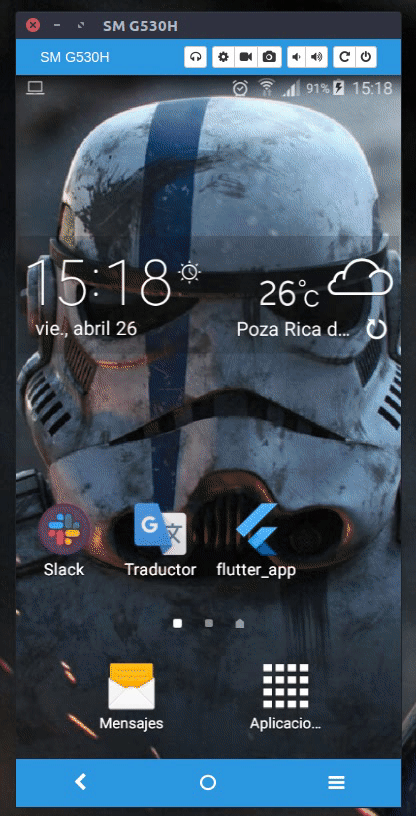 SM G530H
SM G530H
91% 15:18
15:18
26°c
vie., abril 26
Poza Rica d...
G 文
Slack
Traductor
flutter_app
Mensajes
Aplicacio...